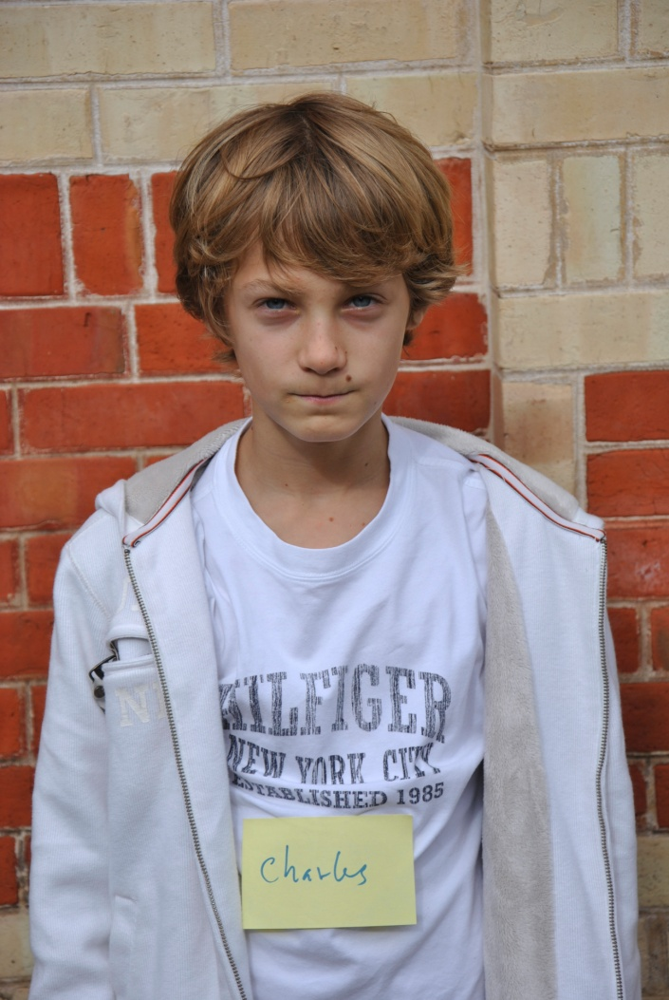 HILFIGER
NEW YORK CITY
ESTABLISHED 1985
Charles